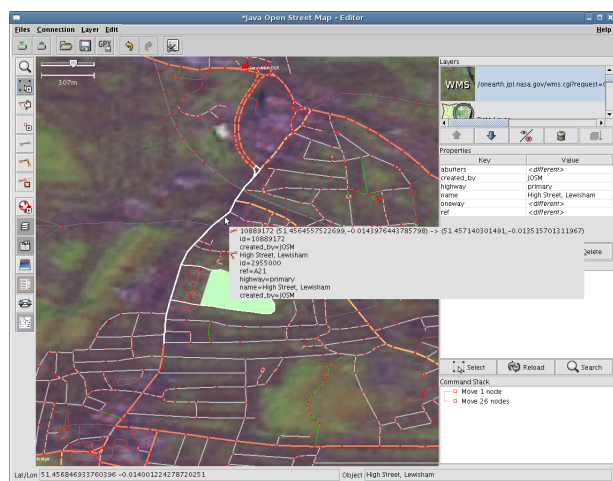 *Java Open Street Map - Editor
Files Connection Layer Edit Help
GPX
307m
Layers
WMS /onearth.jpl.nasa.gov/wms.cgi?request=
Properties
Key Value
abutters <different>
created_by JOSM
highway primary
name High Street, Lewisham
oneway <different>
ref <different>
10889172 (51.4564557522699,-0.0143976443785798) -> (51.457140301491,-0.013515701311967)
id=10889172
created_by=JOSM
High Street, Lewisham
id=2955000
ref=A21
highway=primary
name=High Street, Lewisham
created_by=JOSM
Delete
Select Reload Search
Command Stack
Move 1 node
Move 26 nodes
Lat/Lon 51.456846933760396 -0.014001224278720251 Object High Street, Lewisham